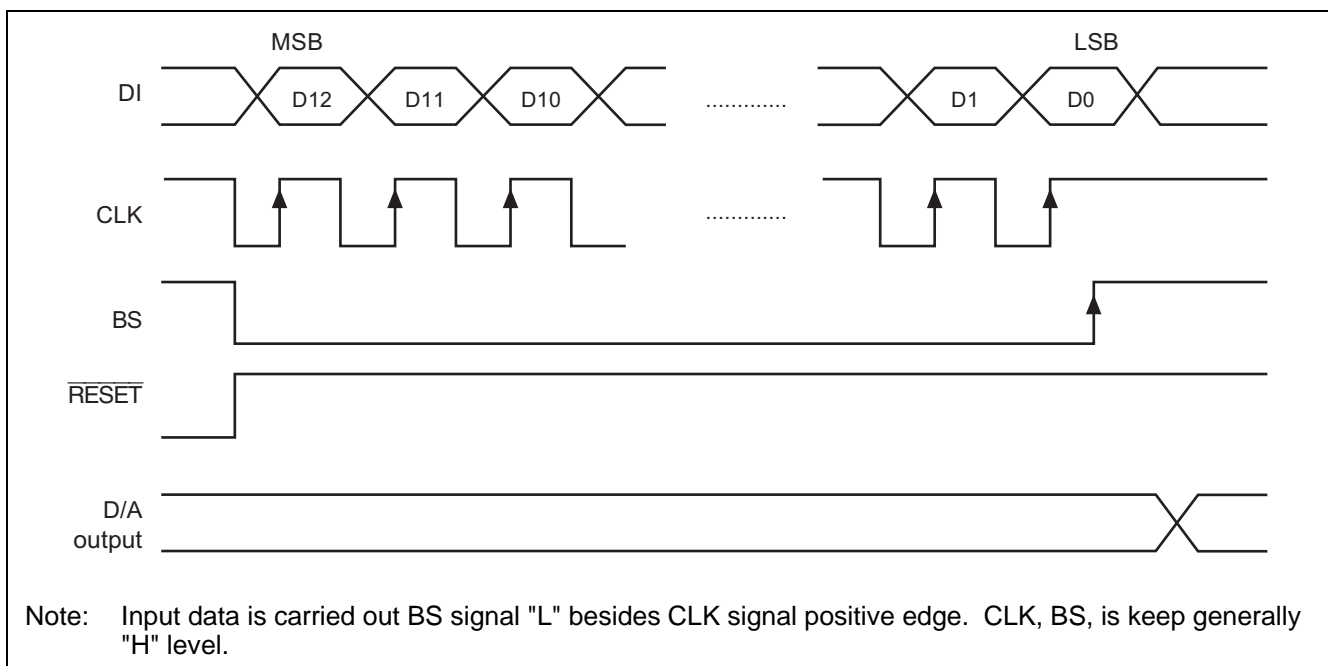 MSB
LSB
DI
D12
D11
D10
.............
D1
D0
CLK
.............
BS
RESET
D/A
output
Note: Input data is carried out BS signal "L" besides CLK signal positive edge. CLK, BS, is keep generally
"H" level.